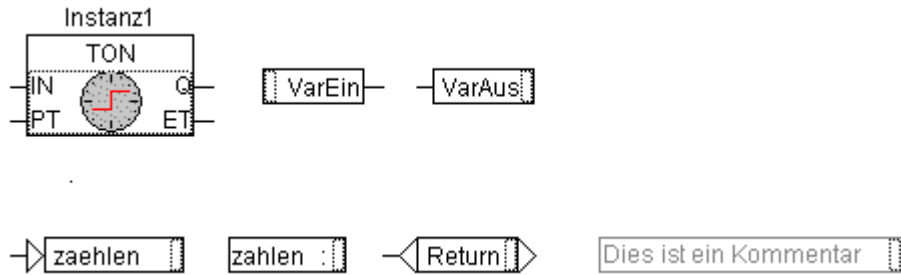 Instanz1
TON
IN Q
PT ET
VarEin VarAus
zaehlen zahlen : Return Dies ist ein Kommentar